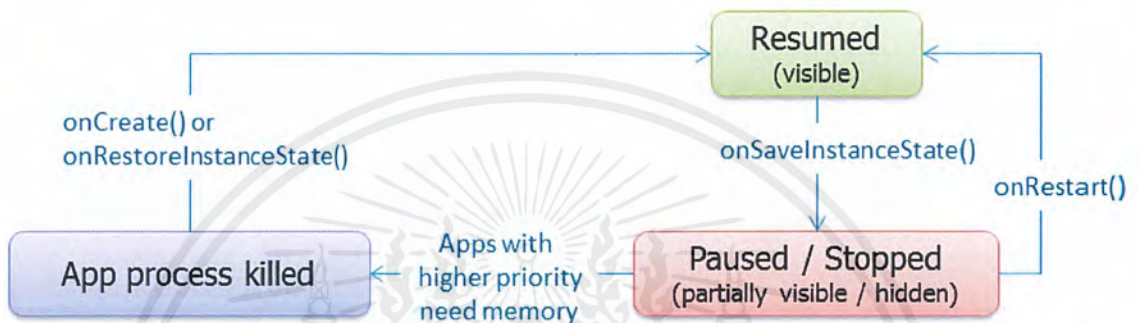 Resumed
(visible)
onCreate() or
onRestoreInstanceState()
onSaveInstanceState()
onRestart()
App process killed
Apps with
higher priority
need memory
Paused / Stopped
(partially visible / hidden)